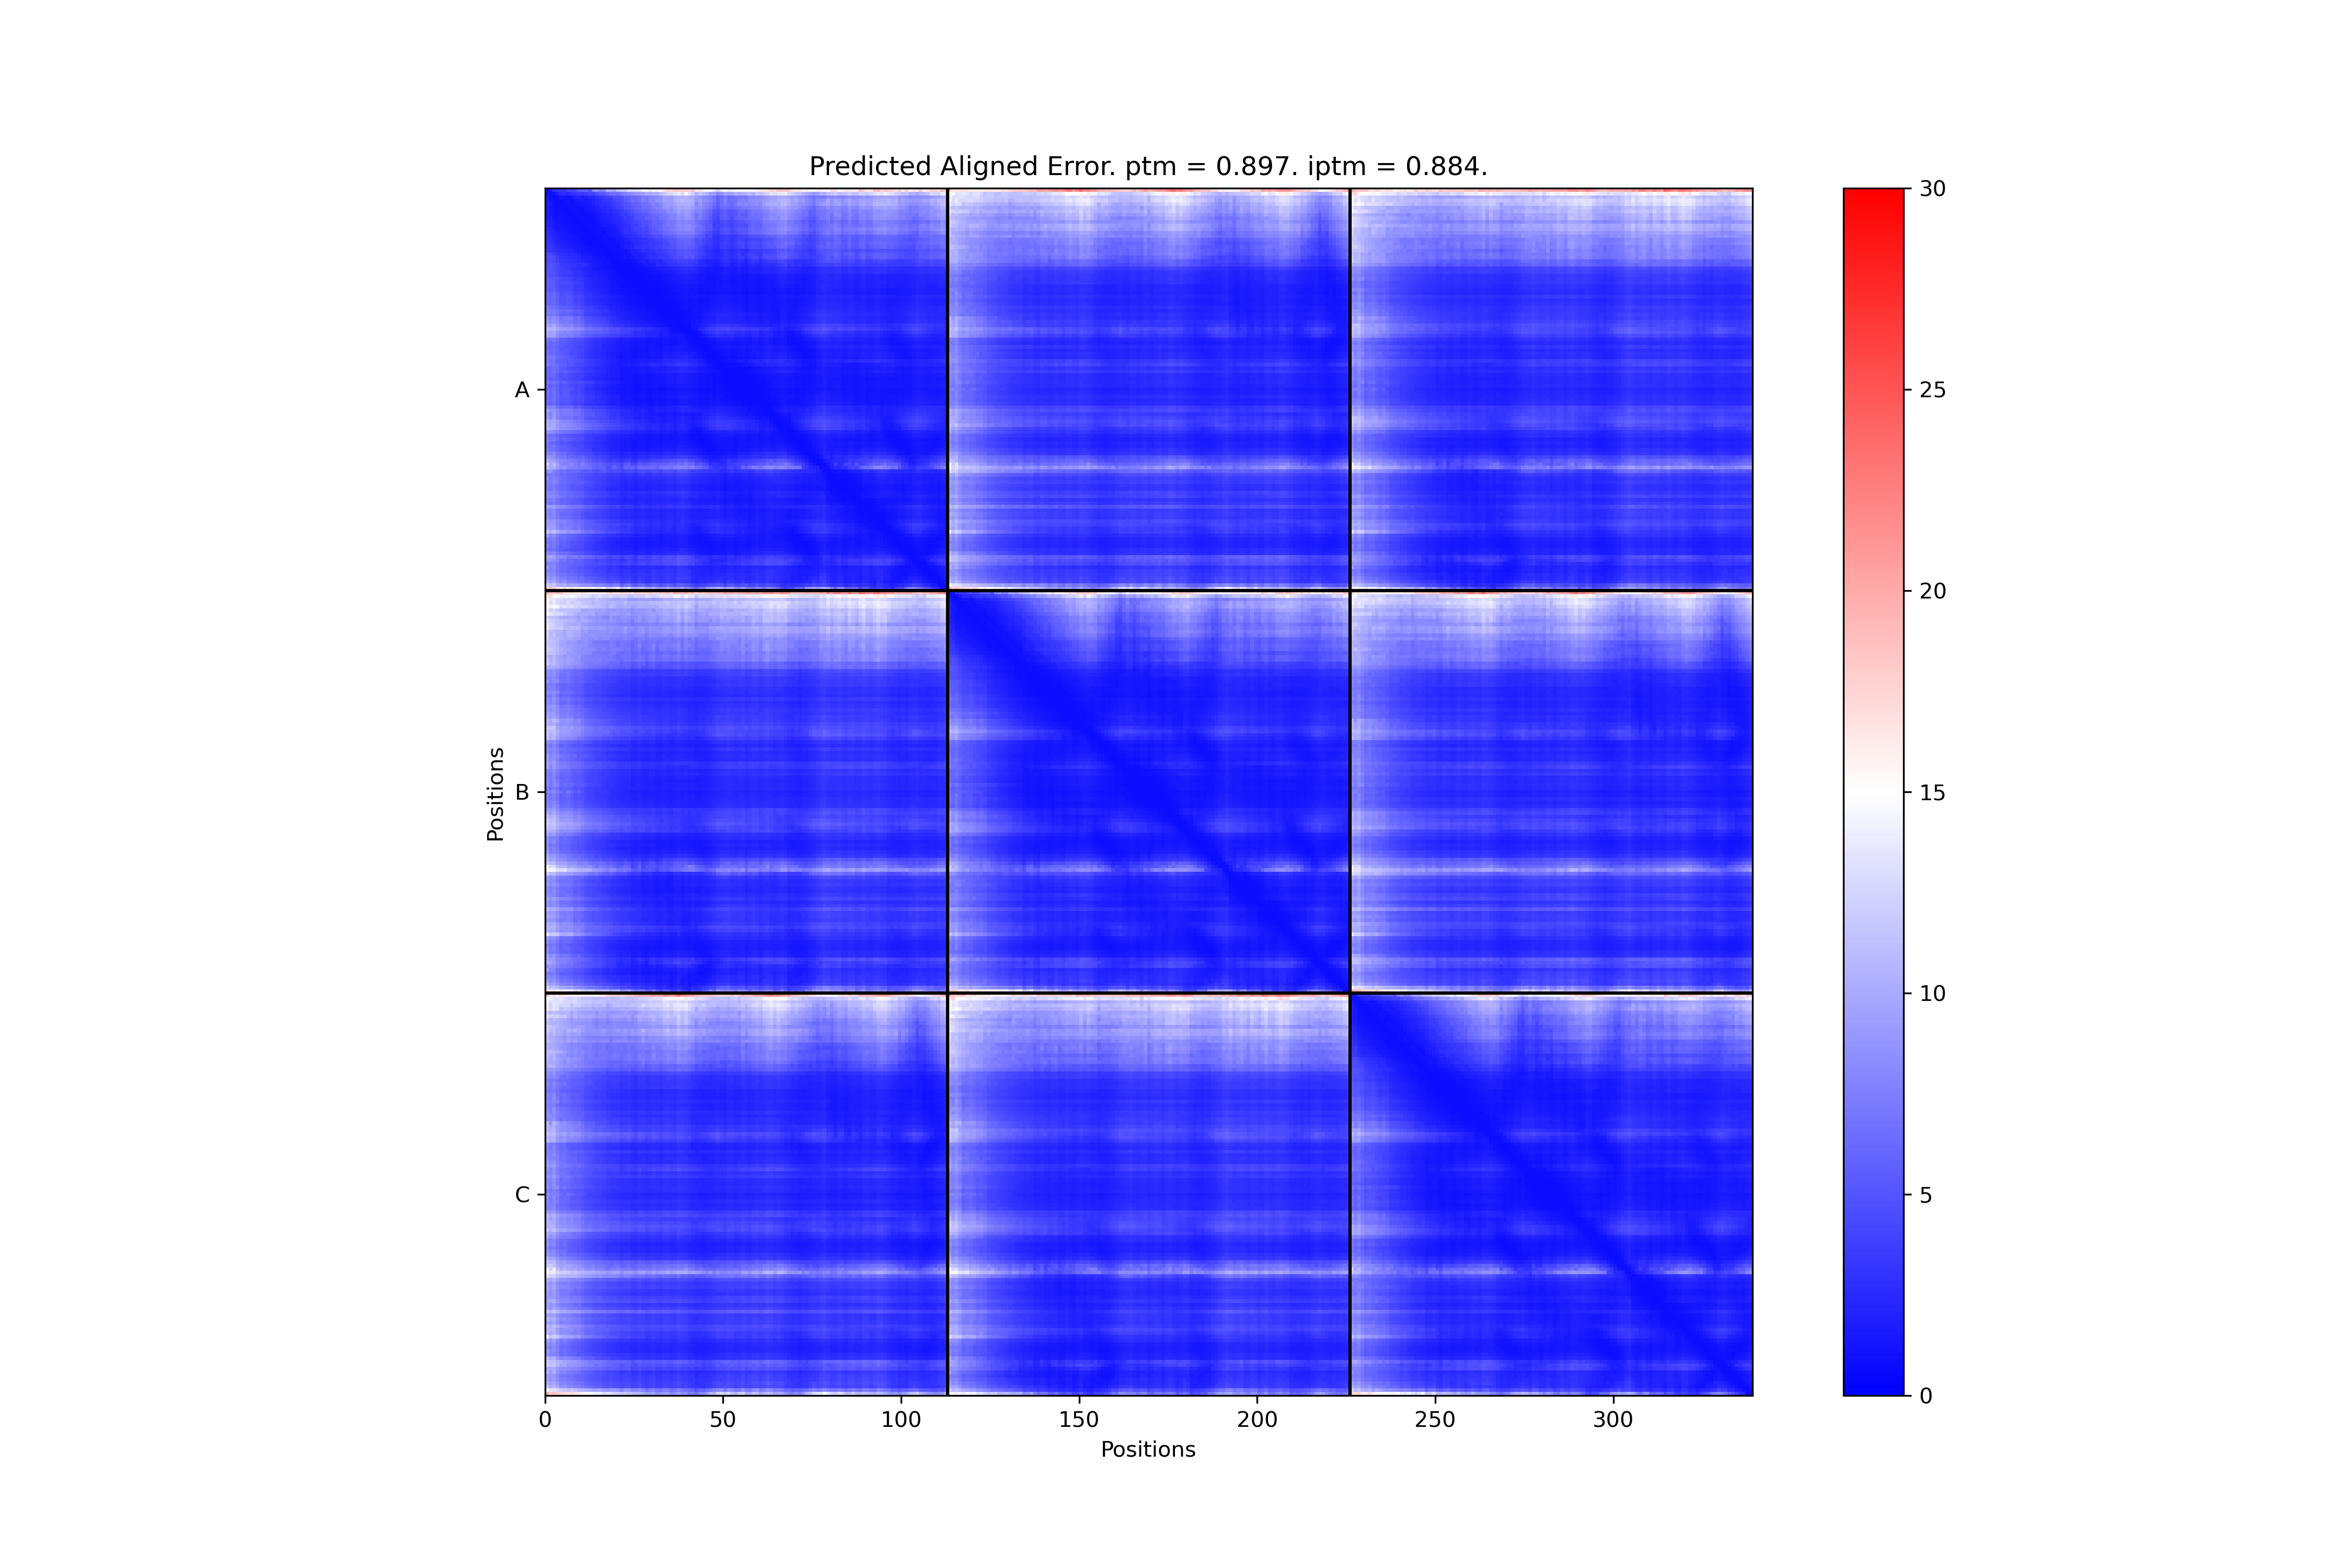 Predicted Aligned Error. ptm = 0.897. iptm = 0.884.
30
25
20
15
10
5
0
A
B
C
Positions
0 50 100 150 200 250 300
Positions